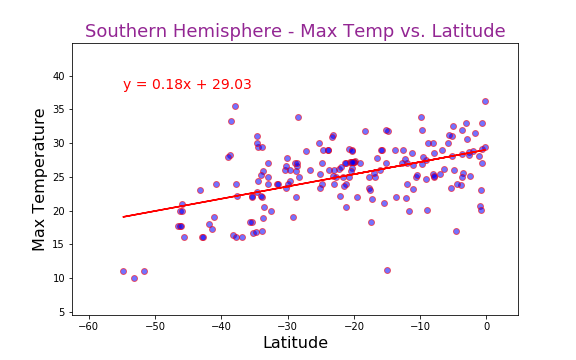 Southern Hemisphere - Max Temp vs. Latitude
y = 0.18x + 29.03
Max Temperature
40
35
30
25
20
15
10
5
−60 −50 −40 −30 −20 −10 0
Latitude